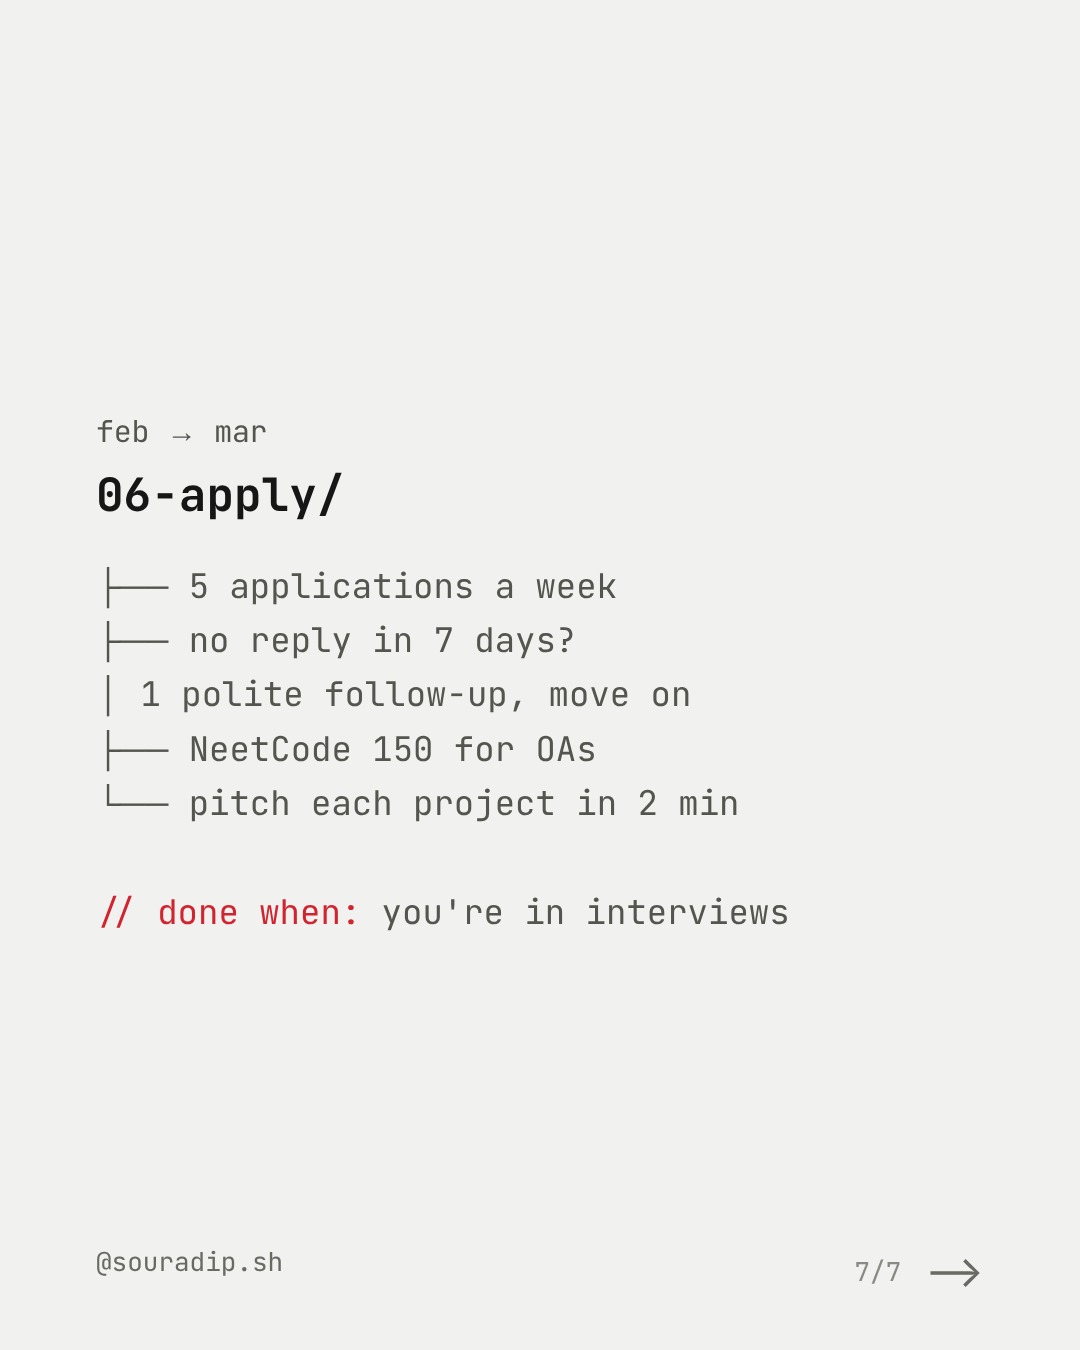 feb → mar
06-apply/
├── 5 applications a week
├── no reply in 7 days?
│ 1 polite follow-up, move on
├── NeetCode 150 for OAs
└── pitch each project in 2 min
// done when: you're in interviews
@souradip.sh
7/7 →